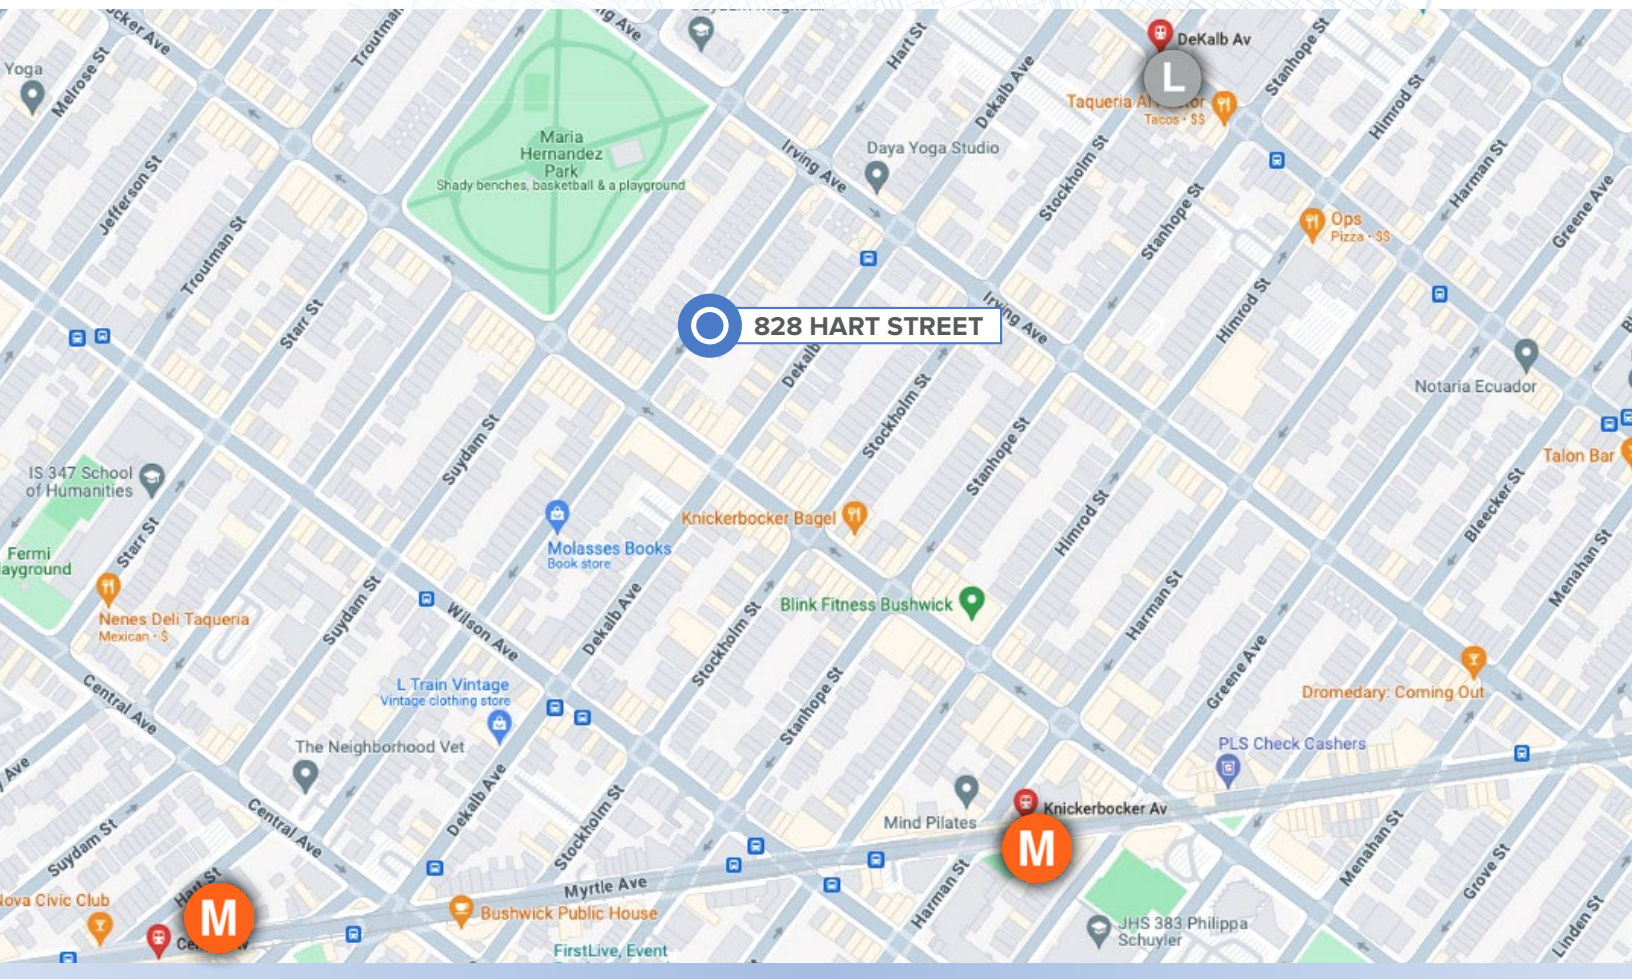 Troutman
Hart St
Dekalb Ave
DeKalb Av
L
Stanhope St
Himrod St
Yoga
Melrose St
Taqueria Al
Tacos • $$
Maria
Hernandez
Park
Shady benches, basketball & a playground
Irving Ave
Daya Yoga Studio
Stockholm St
Stanhope St
Harman St
Greene Ave
Jefferson St
Troutman St
Ops
Pizza • $$
Starr St
828 HART STREET
Irving Ave
Himrod St
Dekalb
Notaria Ecuador
Stockholm St
Suydam St
Stanhope St
Talon Bar
IS 347 School
of Humanities
Knickerbocker Bagel
Himrod St
Bleecker St
Starr St
Molasses Books
Book store
Fermi
ayground
Menahan St
Nenes Deli Taqueria
Mexican • $
Suydam St
Wilson Ave
Dekalb Ave
Stockholm St
Blink Fitness Bushwick
Harman St
Central Ave
L Train Vintage
Vintage clothing store
Stanhope St
Greene Ave
Dromedary: Coming Out
The Neighborhood Vet
PLS Check Cashers
Ave
Dekalb Ave
Central Ave
Stockholm St
Mind Pilates
Knickerbocker Av
M
Suydam St
Menahan St
Hart St
Myrtle Ave
Harman St
Grove St
Nova Civic Club
M
Bushwick Public House
JHS 383 Philippa
Schuyler
Linden St
FirstLive, Event